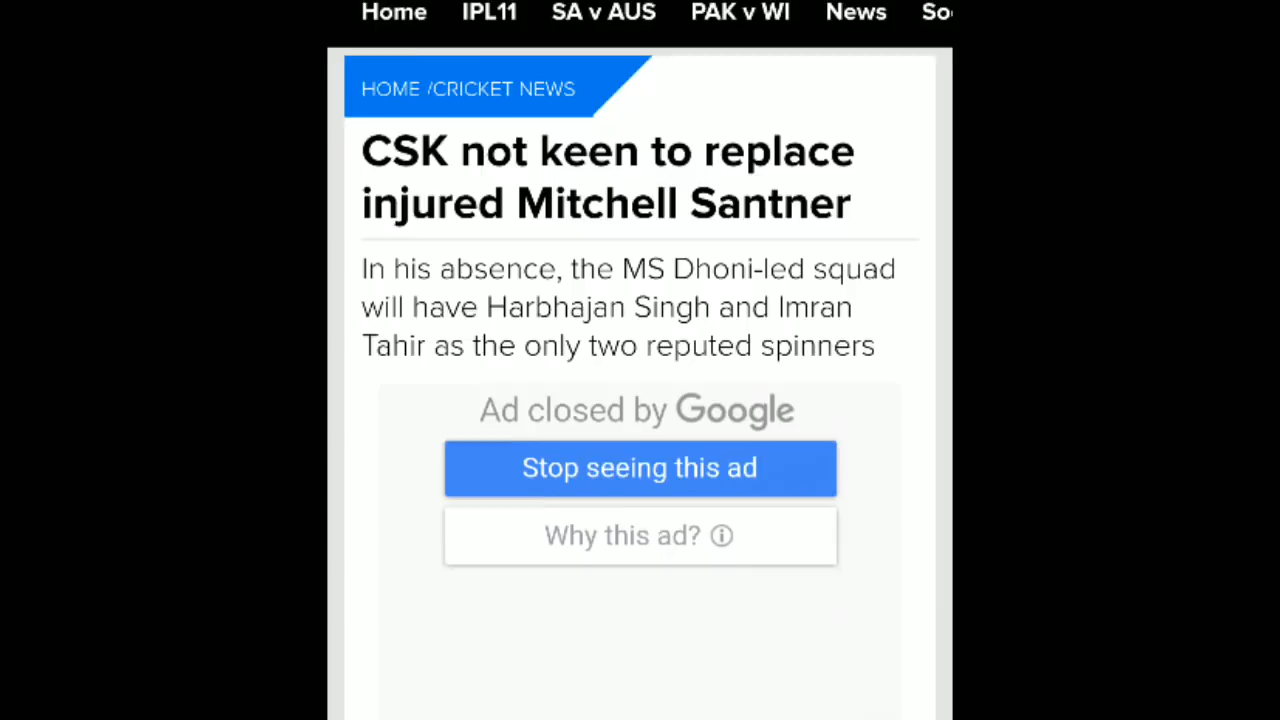 Home IPL11 SA v AUS PAK v WI News
HOME /CRICKET NEWS
CSK not keen to replace
injured Mitchell Santner
In his absence, the MS Dhoni-led squad
will have Harbhajan Singh and Imran
Tahir as the only two reputed spinners
Ad closed by Google
Stop seeing this ad
Why this ad?